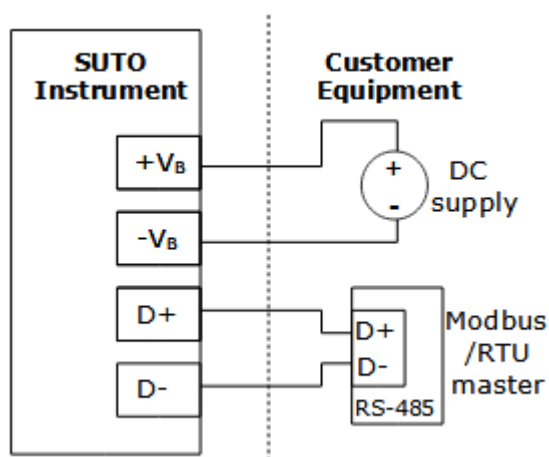 SUTO
Instrument
Customer
Equipment
+VB
-VB
D+
D-
+
-
DC
supply
D+
D-
RS-485
Modbus
/RTU
master